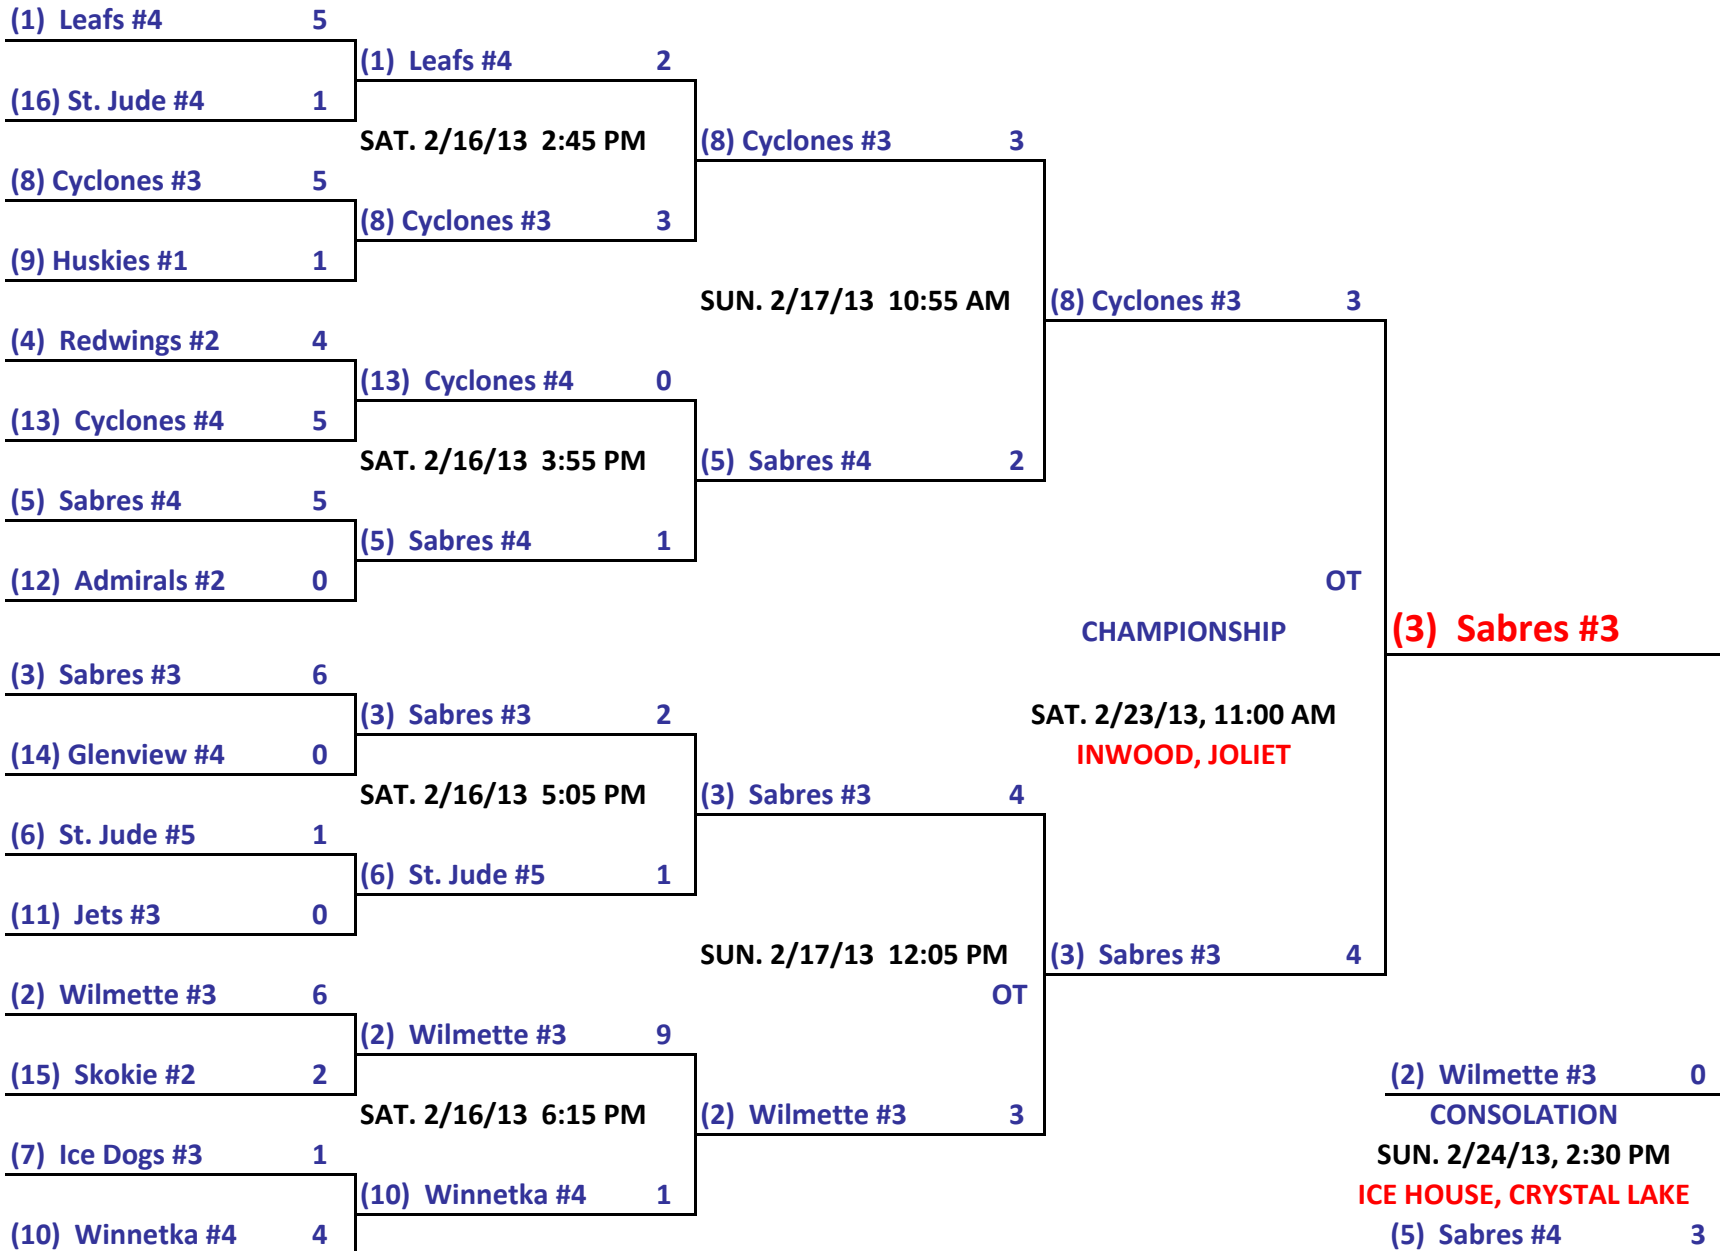 (1) Leafs #4 5
(1) Leafs #4 2
(16) St. Jude #4 1
SAT. 2/16/13 2:45 PM
(8) Cyclones #3 3
(8) Cyclones #3 5
(8) Cyclones #3 3
(9) Huskies #1 1
SUN. 2/17/13 10:55 AM
(8) Cyclones #3 3
(4) Redwings #2 4
(13) Cyclones #4 0
(13) Cyclones #4 5
SAT. 2/16/13 3:55 PM
(5) Sabres #4 2
(5) Sabres #4 5
(5) Sabres #4 1
(12) Admirals #2 0
OT
CHAMPIONSHIP
(3) Sabres #3
(3) Sabres #3 6
(3) Sabres #3 2
SAT. 2/23/13, 11:00 AM
(14) Glenview #4 0
INWOOD, JOLIET
SAT. 2/16/13 5:05 PM
(3) Sabres #3 4
(6) St. Jude #5 1
(6) St. Jude #5 1
(11) Jets #3 0
SUN. 2/17/13 12:05 PM
(3) Sabres #3 4
(2) Wilmette #3 6
OT
(2) Wilmette #3 9
(15) Skokie #2 2
(2) Wilmette #3 0
SAT. 2/16/13 6:15 PM
(2) Wilmette #3 3
CONSOLATION
(7) Ice Dogs #3 1
SUN. 2/24/13, 2:30 PM
(10) Winnetka #4 1
ICE HOUSE, CRYSTAL LAKE
(10) Winnetka #4 4
(5) Sabres #4 3